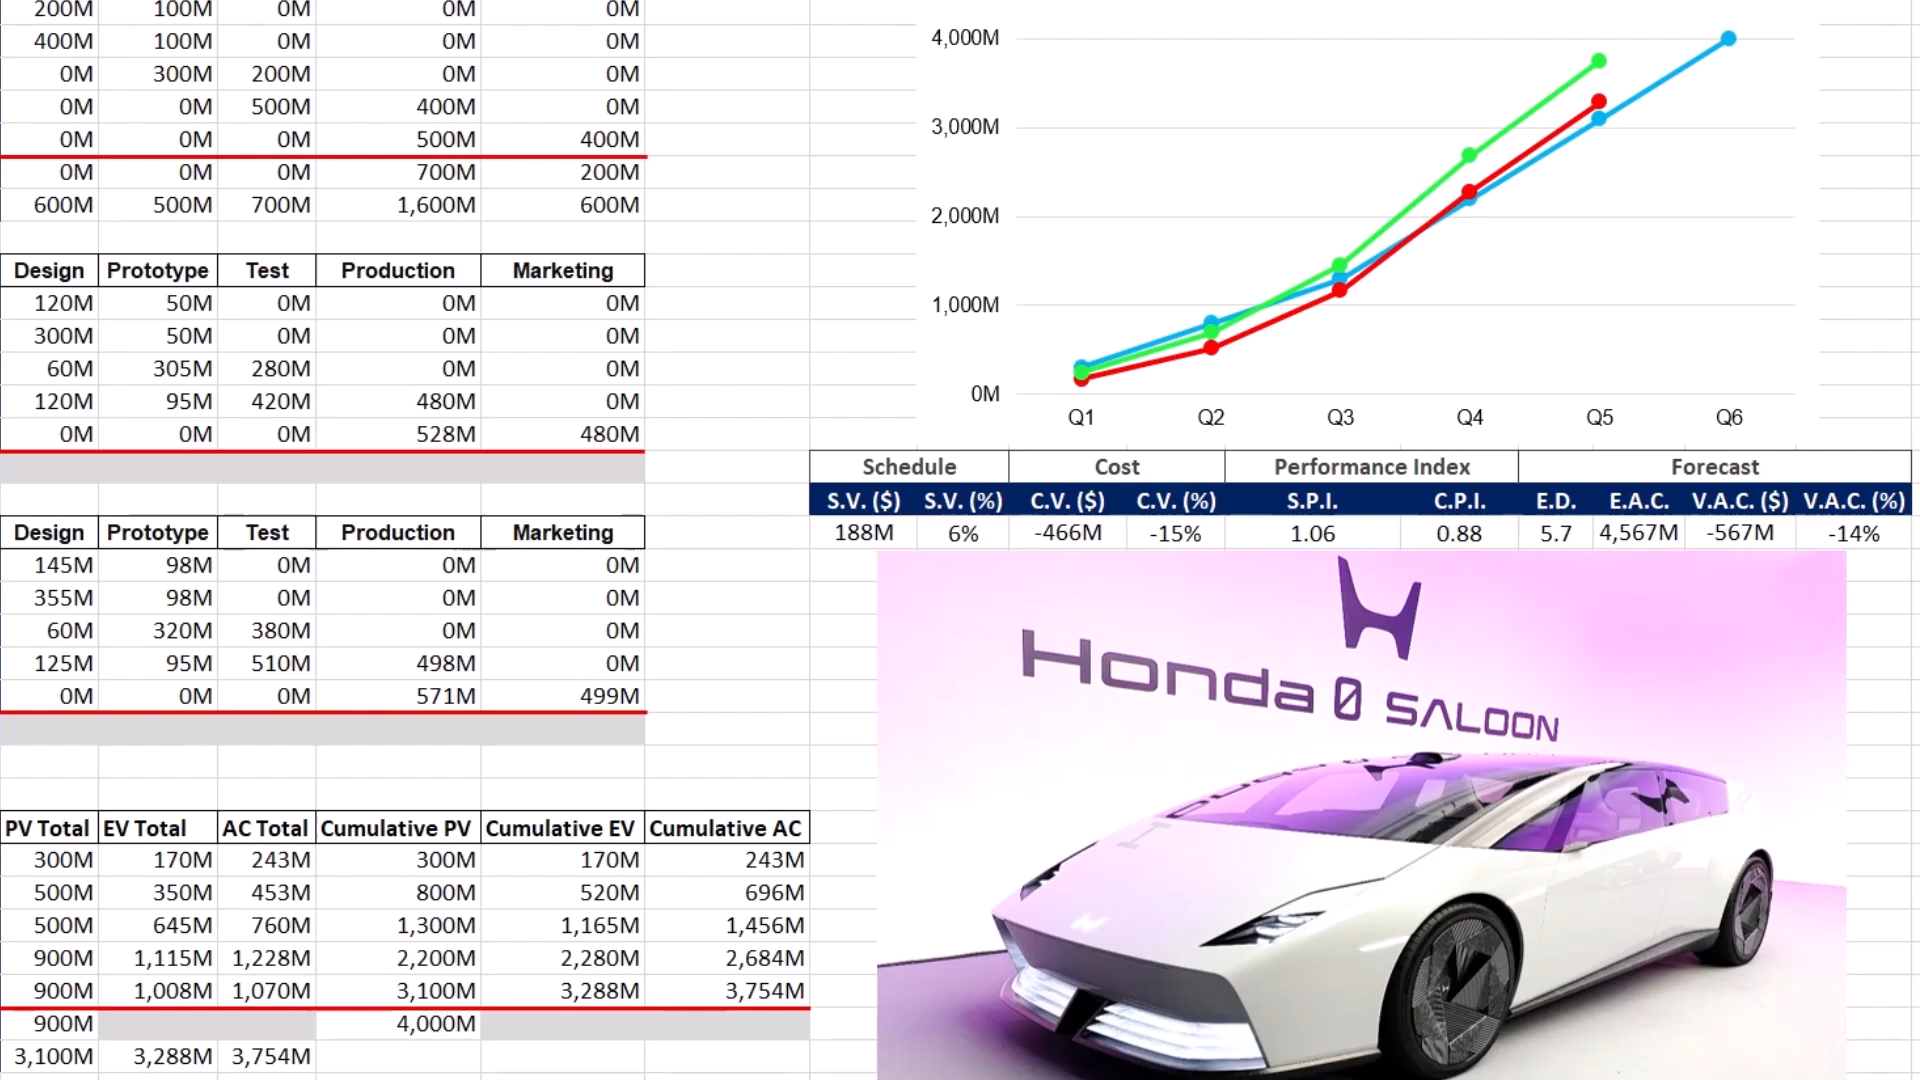 200M 100M 0M 0M 0M
400M 100M 0M 0M 0M
0M 300M 200M 0M 0M
0M 0M 500M 400M 0M
0M 0M 0M 500M 400M
0M 0M 0M 700M 200M
600M 500M 700M 1,600M 600M
Design Prototype Test Production Marketing
120M 50M 0M 0M 0M
300M 50M 0M 0M 0M
60M 305M 280M 0M 0M
120M 95M 420M 480M 0M
0M 0M 0M 528M 480M
Design Prototype Test Production Marketing
145M 98M 0M 0M 0M
355M 98M 0M 0M 0M
60M 320M 380M 0M 0M
125M 95M 510M 498M 0M
0M 0M 0M 571M 499M
PV Total EV Total AC Total Cumulative PV Cumulative EV Cumulative AC
300M 170M 243M 300M 170M 243M
500M 350M 453M 800M 520M 696M
500M 645M 760M 1,300M 1,165M 1,456M
900M 1,115M 1,228M 2,200M 2,280M 2,684M
900M 1,008M 1,070M 3,100M 3,288M 3,754M
900M 4,000M
3,100M 3,288M 3,754M
4,000M
3,000M
2,000M
1,000M
0M
Q1 Q2 Q3 Q4 Q5 Q6
Schedule Cost Performance Index Forecast
S.V. ($) S.V. (%) C.V. ($) C.V. (%) S.P.I. C.P.I. E.D. E.A.C. V.A.C. ($) V.A.C. (%)
188M 6% -466M -15% 1.06 0.88 5.7 4,567M -567M -14%
Honda 0 SALOON